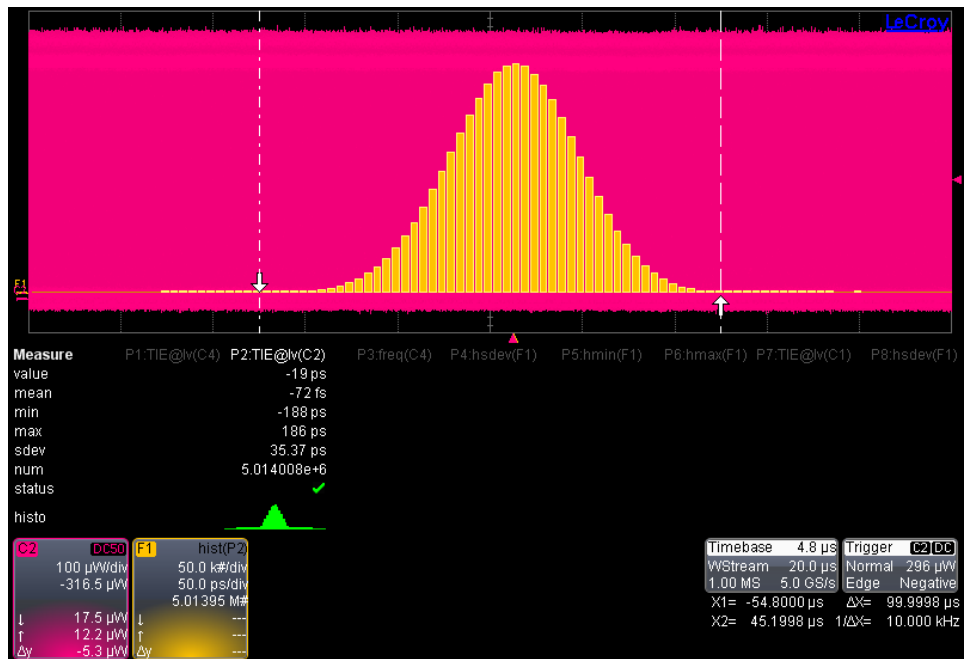 LeCroy
F1
Measure P1:TIE@lv(C4) P2:TIE@lv(C2) P3:freq(C4) P4:hsdev(F1) P5:hmin(F1) P6:hmax(F1) P7:TIE@lv(C1) P8:hsdev(F1)
value -19 ps
mean -72 fs
min -188 ps
max 186 ps
sdev 35.37 ps
num 5.014008e+6
status
histo
C2 DC50 F1 hist(P2) Timebase 4.8 µs Trigger C2 DC
100 µW/div 50.0 k#/div WStream 20.0 µs Normal 296 µW
-316.5 µW 50.0 ps/div 1.00 MS 5.0 GS/s Edge Negative
5.01395 M# X1= -54.8000 µs ΔX= 99.9998 µs
↓ 17.5 µW ↓ --- X2= 45.1998 µs 1/ΔX= 10.000 kHz
↑ 12.2 µW ↑ ---
Δy -5.3 µW Δy ---